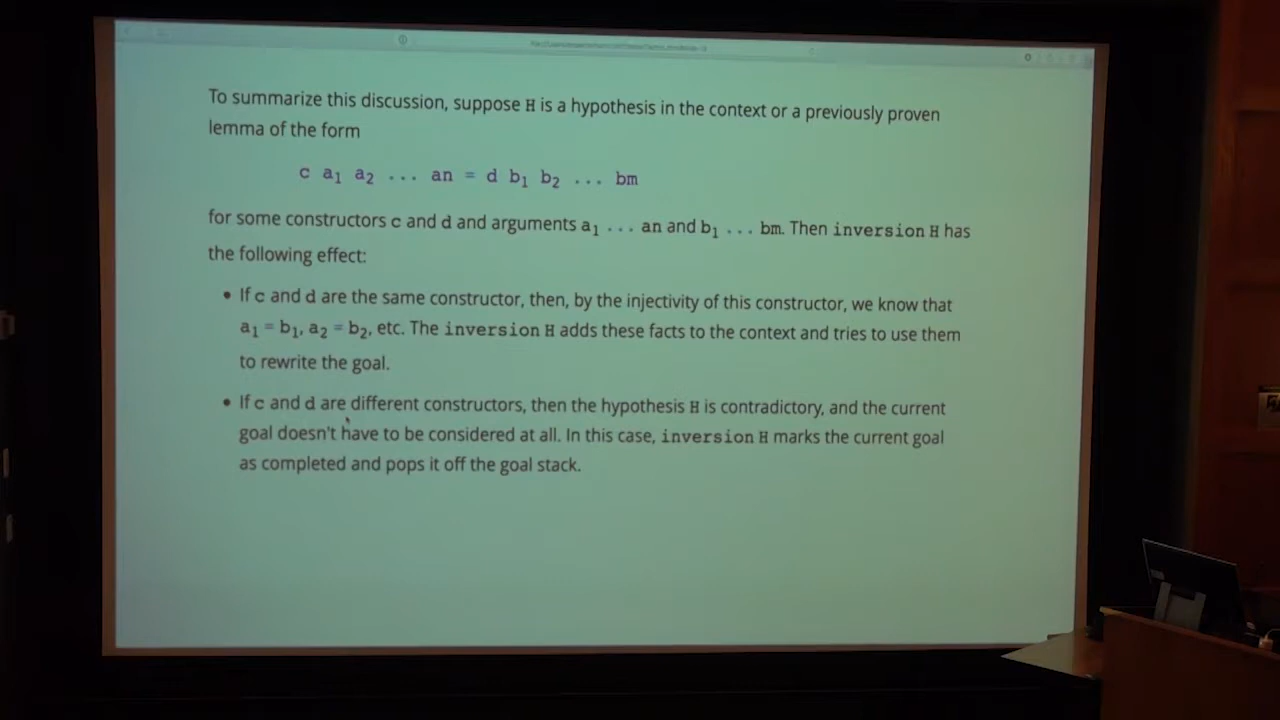 To summarize this discussion, suppose H is a hypothesis in the context or a previously proven
lemma of the form
c a₁ a₂ ... an = d b₁ b₂ ... bm
for some constructors c and d and arguments a₁ ... an and b₁ ... bm. Then inversion H has
the following effect:
• If c and d are the same constructor, then, by the injectivity of this constructor, we know that
a₁ = b₁, a₂ = b₂, etc. The inversion H adds these facts to the context and tries to use them
to rewrite the goal.
• If c and d are different constructors, then the hypothesis H is contradictory, and the current
goal doesn't have to be considered at all. In this case, inversion H marks the current goal
as completed and pops it off the goal stack.